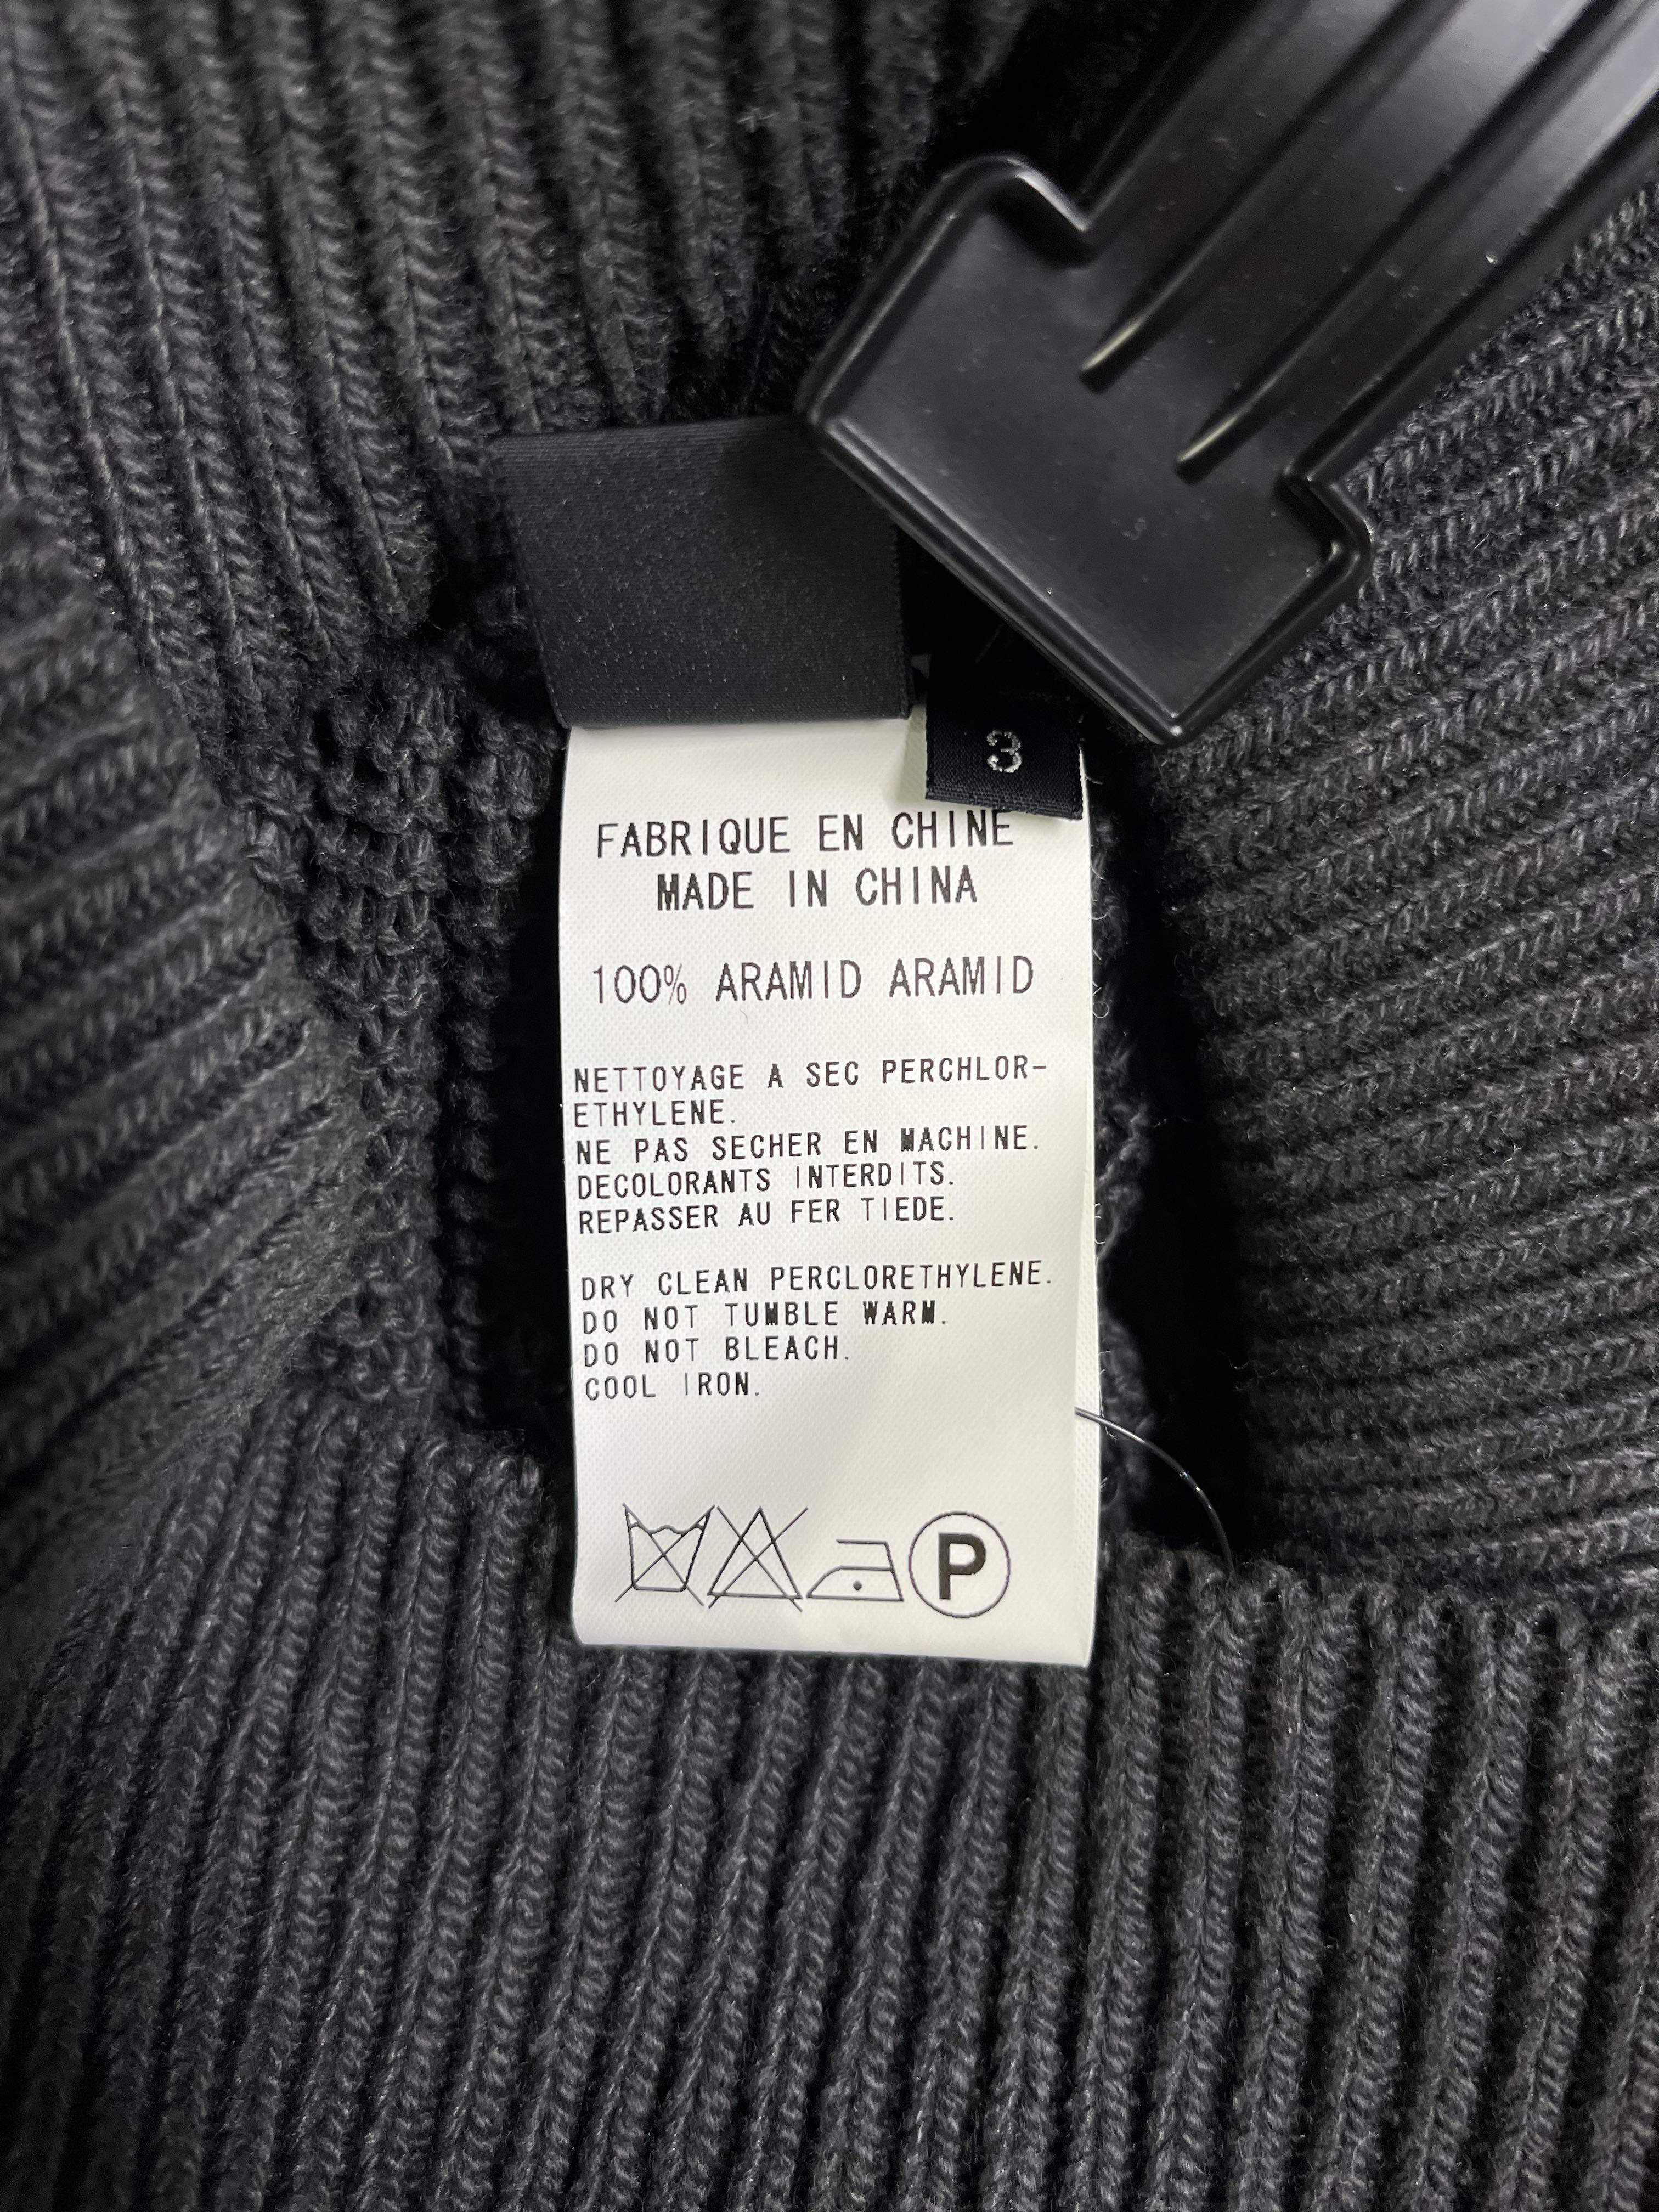 3
FABRIQUE EN CHINE
MADE IN CHINA
100% ARAMID ARAMID
NETTOYAGE A SEC PERCHLOR-
ETHYLENE.
NE PAS SECHER EN MACHINE.
DECOLORANTS INTERDITS.
REPASSER AU FER TIEDE.
DRY CLEAN PERCLORETHYLENE.
DO NOT TUMBLE WARM.
DO NOT BLEACH.
COOL IRON.
P